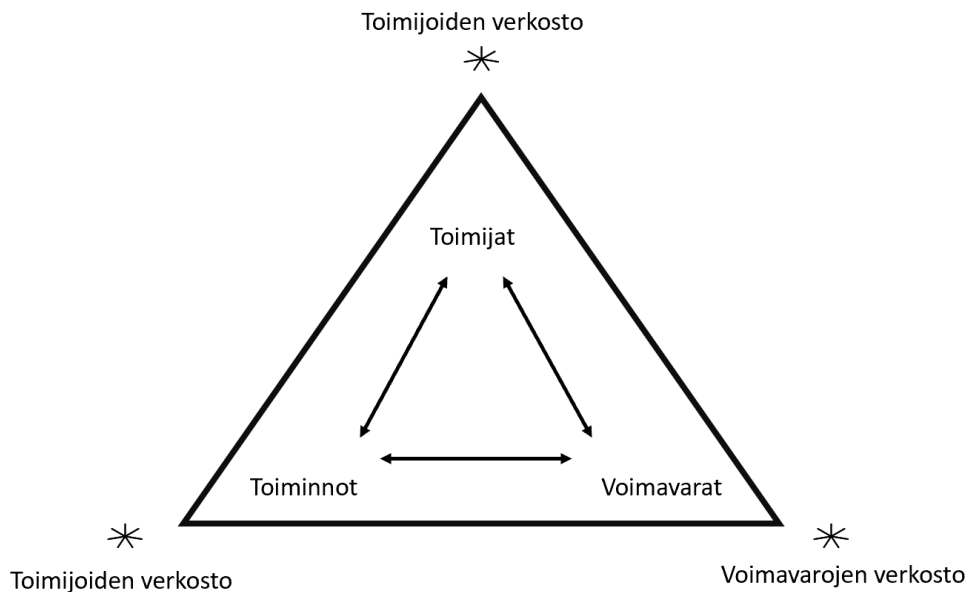 Toimijoiden verkosto
Toimijat
Toiminnot
Voimavarat
Toimijoiden verkosto
Voimavarojen verkosto